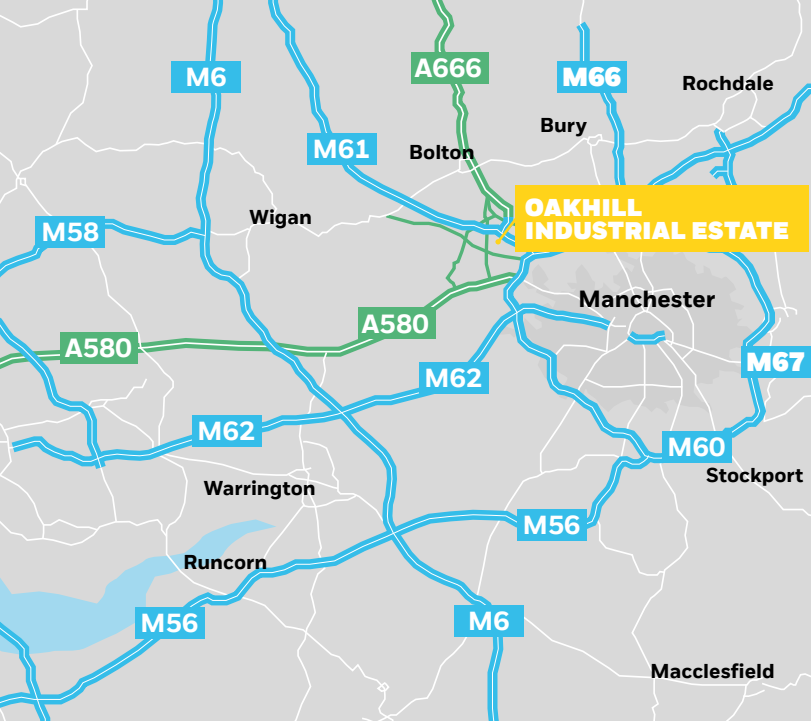 A666
M6
M66
Rochdale
Bury
M61
Bolton
OAKHILL
INDUSTRIAL ESTATE
Wigan
M58
Manchester
A580
A580
M67
M62
M62
M60
Stockport
Warrington
M56
Runcorn
M56
M6
Macclesfield